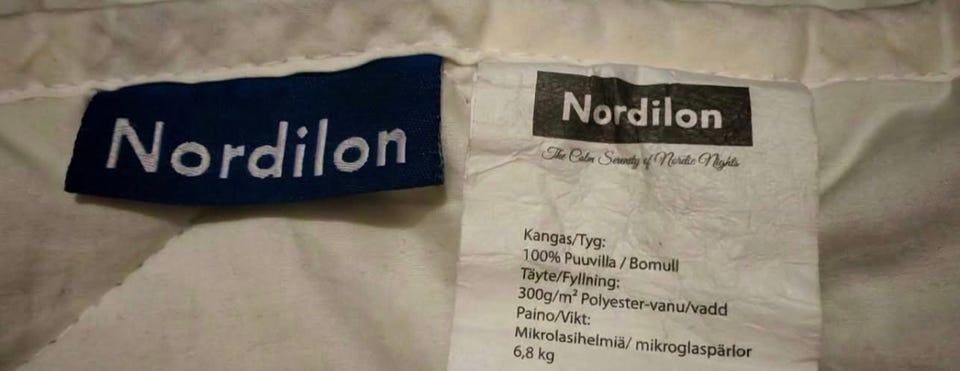 Nordilon
Nordilon
The Calm Serenity of Nordic Nights
Kangas/Tyg:
100% Puuvilla / Bomull
Täyte/Fyllning:
300g/m² Polyester-vanu/vadd
Paino/Vikt:
Mikrolasihelmiä/ mikroglaspärlor
6,8 kg